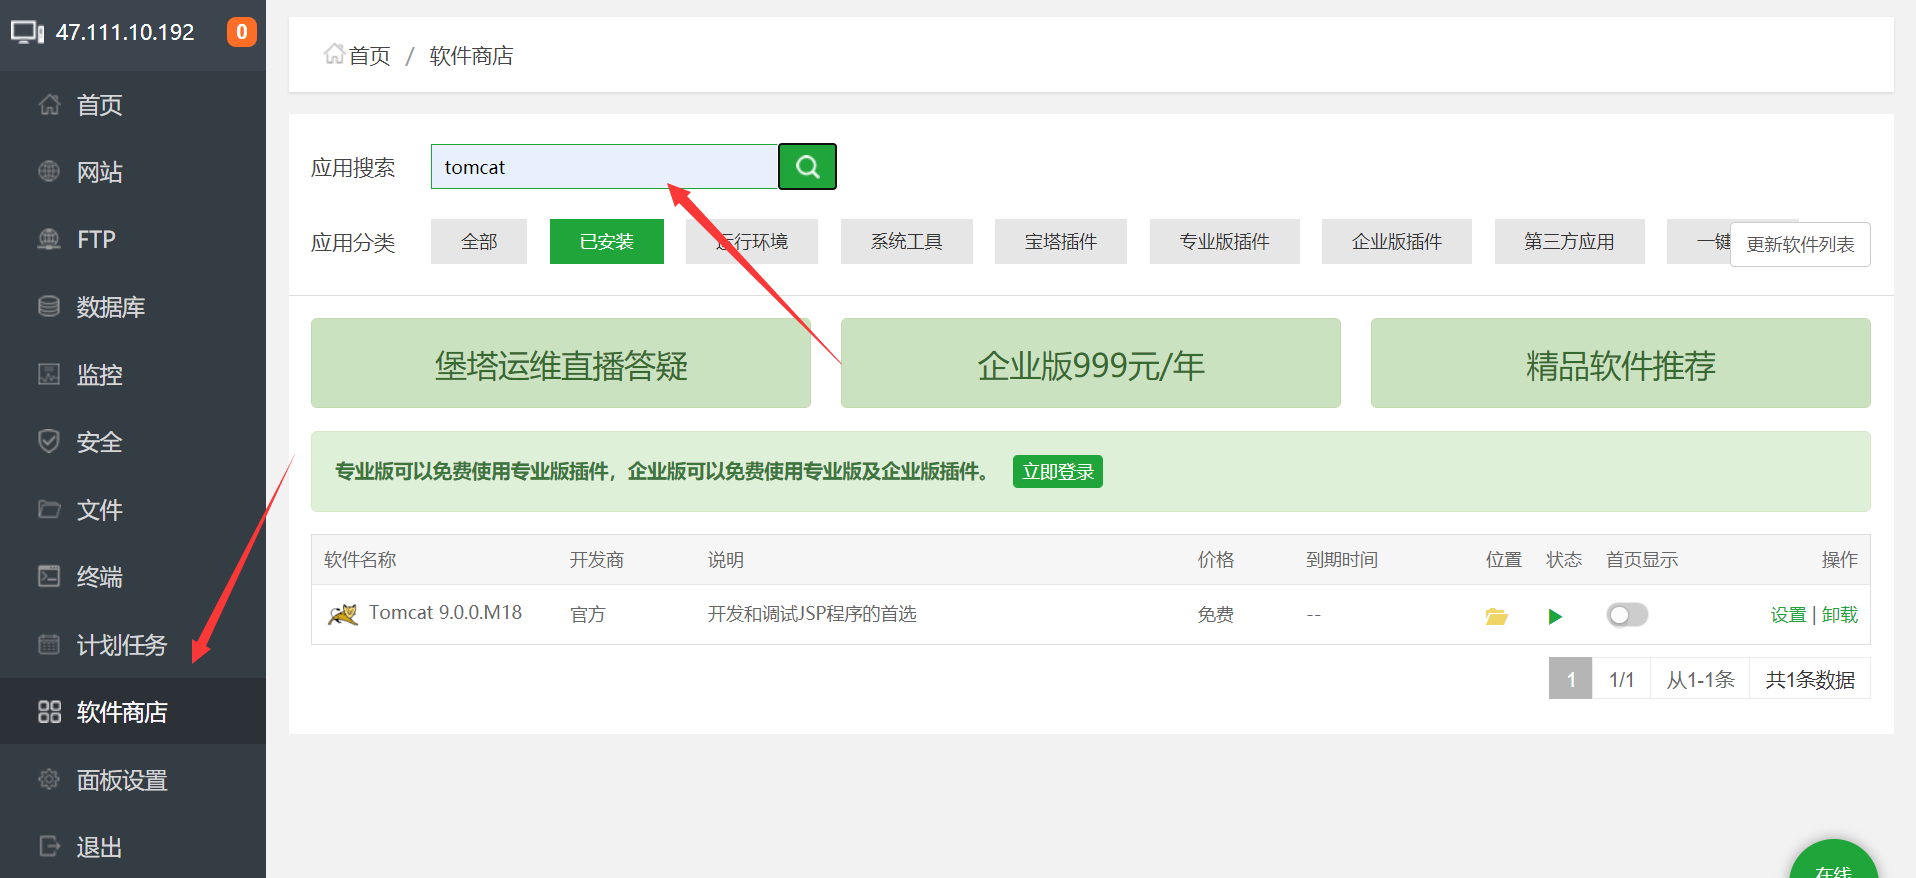 47.111.10.192 0
首页
网站
FTP
数据库
监控
安全
文件
终端
计划任务
软件商店
面板设置
退出
首页 / 软件商店
应用搜索 tomcat
应用分类 全部 已安装 运行环境 系统工具 宝塔插件 专业版插件 企业版插件 第三方应用 一键 更新软件列表
堡塔运维直播答疑 企业版999元/年 精品软件推荐
专业版可以免费使用专业版插件，企业版可以免费使用专业版及企业版插件。 立即登录
软件名称 开发商 说明 价格 到期时间 位置 状态 首页显示 操作
Tomcat 9.0.0.M18 官方 开发和调试JSP程序的首选 免费 -- 设置 | 卸载
1 1/1 从1-1条 共1条数据
在线